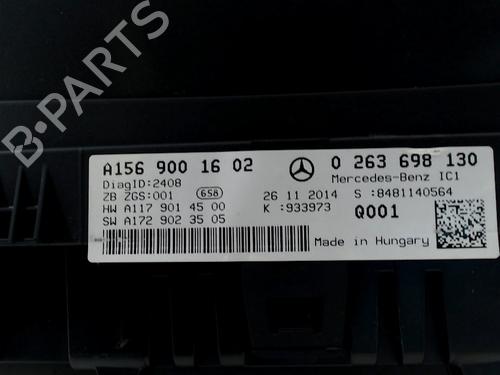 B-PARTS
A156 900 16 02
0 263 698 130
DiagID:2408
Mercedes-Benz IC1
ZB ZGS:001
658
26 11 2014
S :8481140564
HW A117 901 45 00
K :933973
Q001
SW A172 902 35 05
Made in Hungary